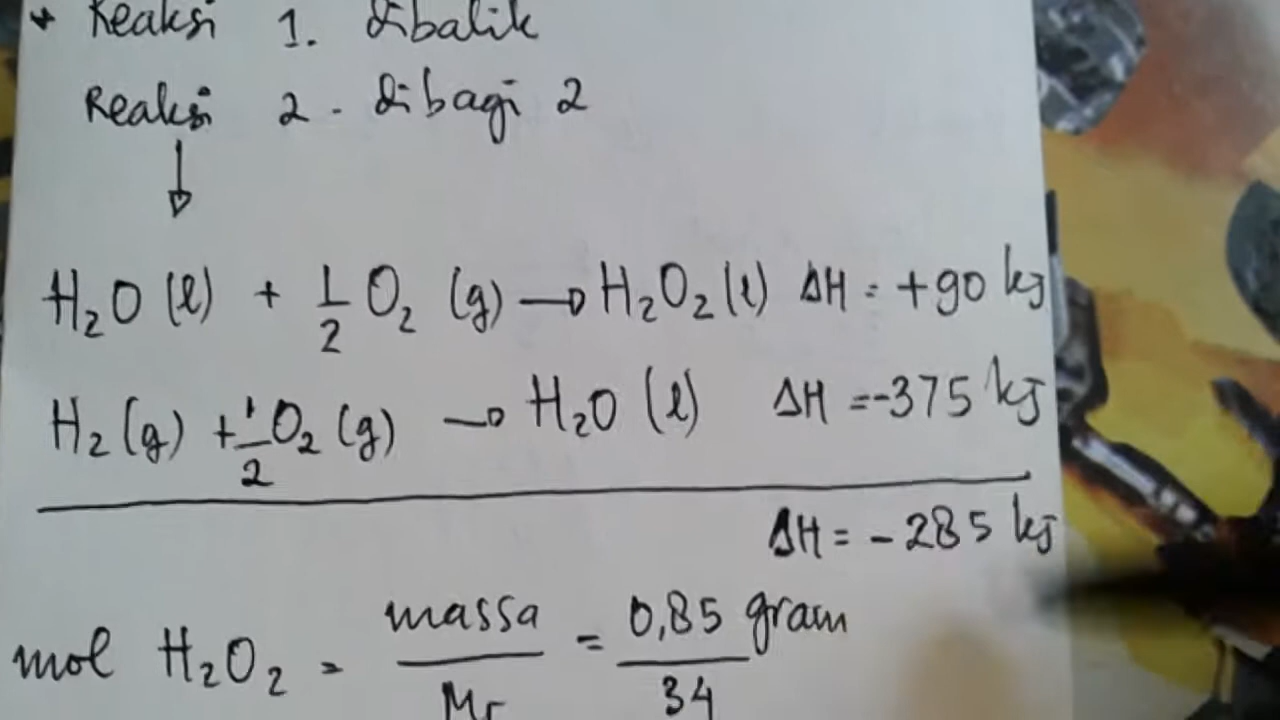 * Reaksi 1. dibalik
Reaksi 2. dibagi 2
H₂O (l) + 1/2 O₂ (g) → H₂O₂ (l) ΔH = +90 kJ
H₂ (g) + 1/2 O₂ (g) → H₂O (l) ΔH = -375 kJ
ΔH = -285 kJ
mol H₂O₂ = massa/Mr = 0,85 gram/34